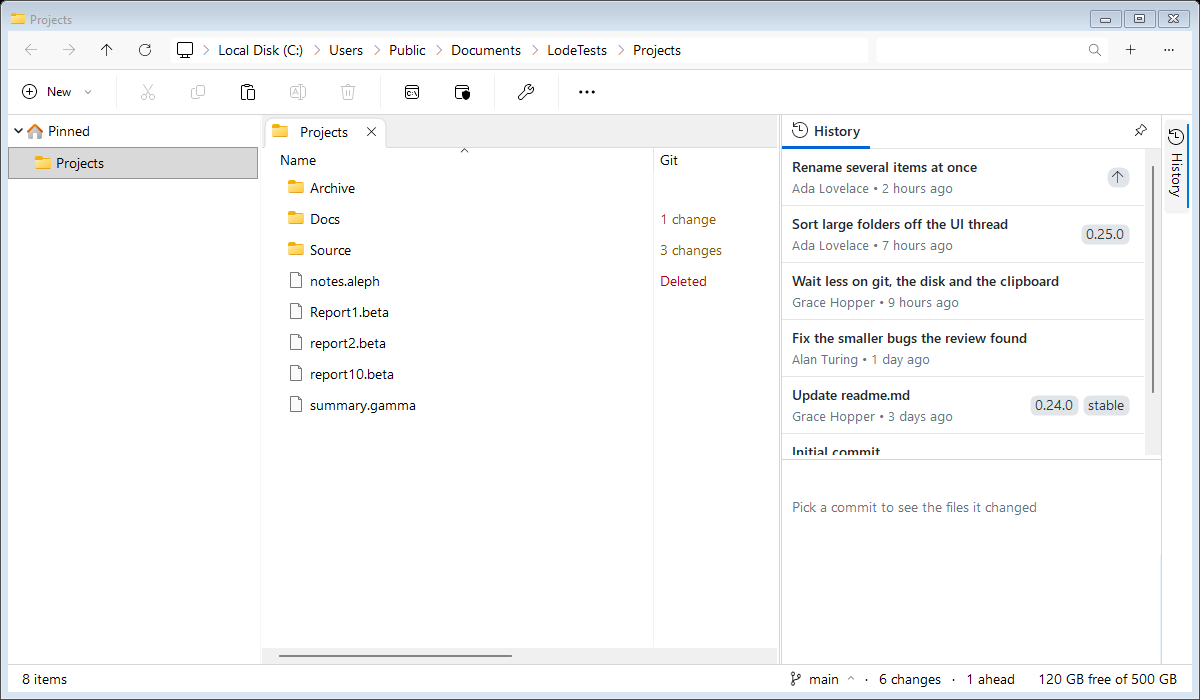 Projects
Local Disk (C:) Users Public Documents LodeTests Projects
New
Pinned
Projects
Projects
Name Git
Archive
Docs 1 change
Source 3 changes
notes.aleph Deleted
Report1.beta
report2.beta
report10.beta
summary.gamma
History
Rename several items at once
Ada Lovelace • 2 hours ago
Sort large folders off the UI thread
Ada Lovelace • 7 hours ago
0.25.0
Wait less on git, the disk and the clipboard
Grace Hopper • 9 hours ago
Fix the smaller bugs the review found
Alan Turing • 1 day ago
Update readme.md
Grace Hopper • 3 days ago
0.24.0 stable
Initial commit
Pick a commit to see the files it changed
History
8 items
main · 6 changes · 1 ahead 120 GB free of 500 GB